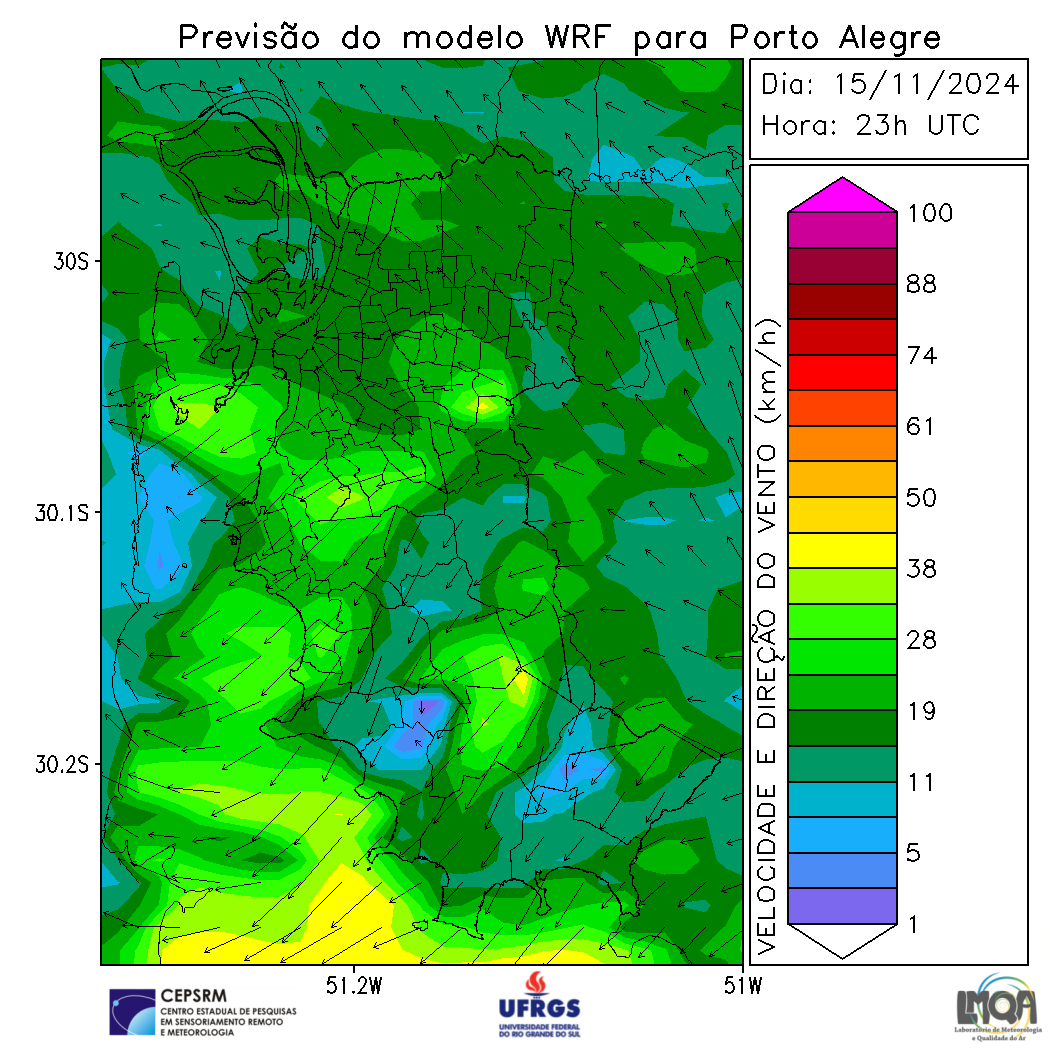 Previsão do modelo WRF para Porto Alegre
Dia: 15/11/2024
Hora: 23h UTC
30S
30.1S
30.2S
51.2W
51W
VELOCIDADE E DIREÇÃO DO VENTO (km/h)
100
88
74
61
50
38
28
19
11
5
1
CEPSRM
CENTRO ESTADUAL DE PESQUISAS
EM SENSORIAMENTO REMOTO
E METEOROLOGIA
UFRGS
UNIVERSIDADE FEDERAL
DO RIO GRANDE DO SUL
LMQA
Laboratório de Meteorologia
e Qualidade do Ar